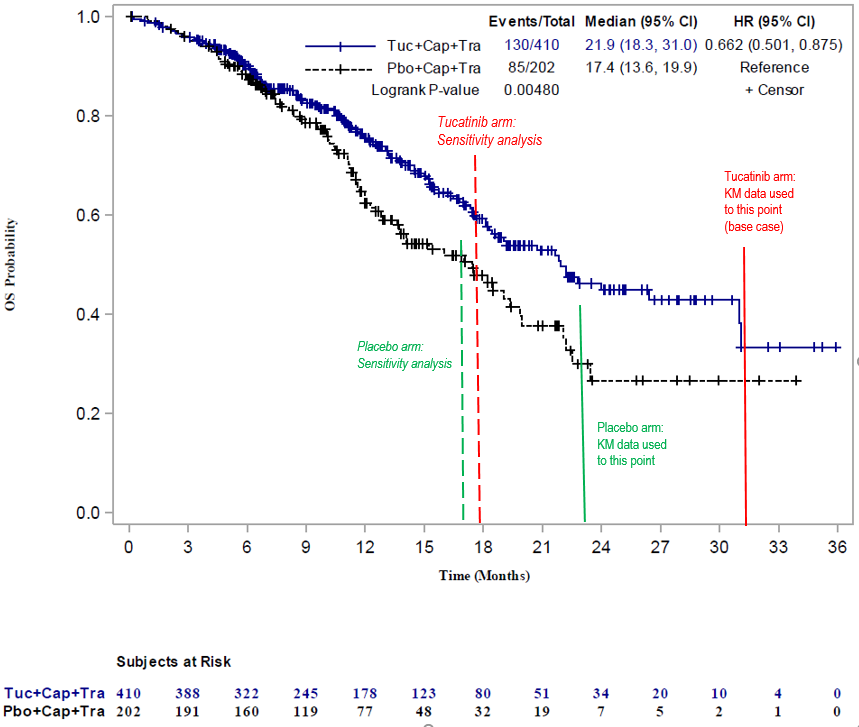 Events/Total Median (95% CI) HR (95% CI)
Tuc+Cap+Tra 130/410 21.9 (18.3, 31.0) 0.662 (0.501, 0.875)
Pbo+Cap+Tra 85/202 17.4 (13.6, 19.9) Reference
Logrank P-value 0.00480 + Censor
Tucatinib arm:
Sensitivity analysis
Tucatinib arm:
KM data used
to this point
(base case)
Placebo arm:
Sensitivity analysis
Placebo arm:
KM data used
to this point
OS Probability
1.0
0.8
0.6
0.4
0.2
0.0
0 3 6 9 12 15 18 21 24 27 30 33 36
Time (Months)
Subjects at Risk
Tuc+Cap+Tra 410 388 322 245 178 123 80 51 34 20 10 4 0
Pbo+Cap+Tra 202 191 160 119 77 48 32 19 7 5 2 1 0